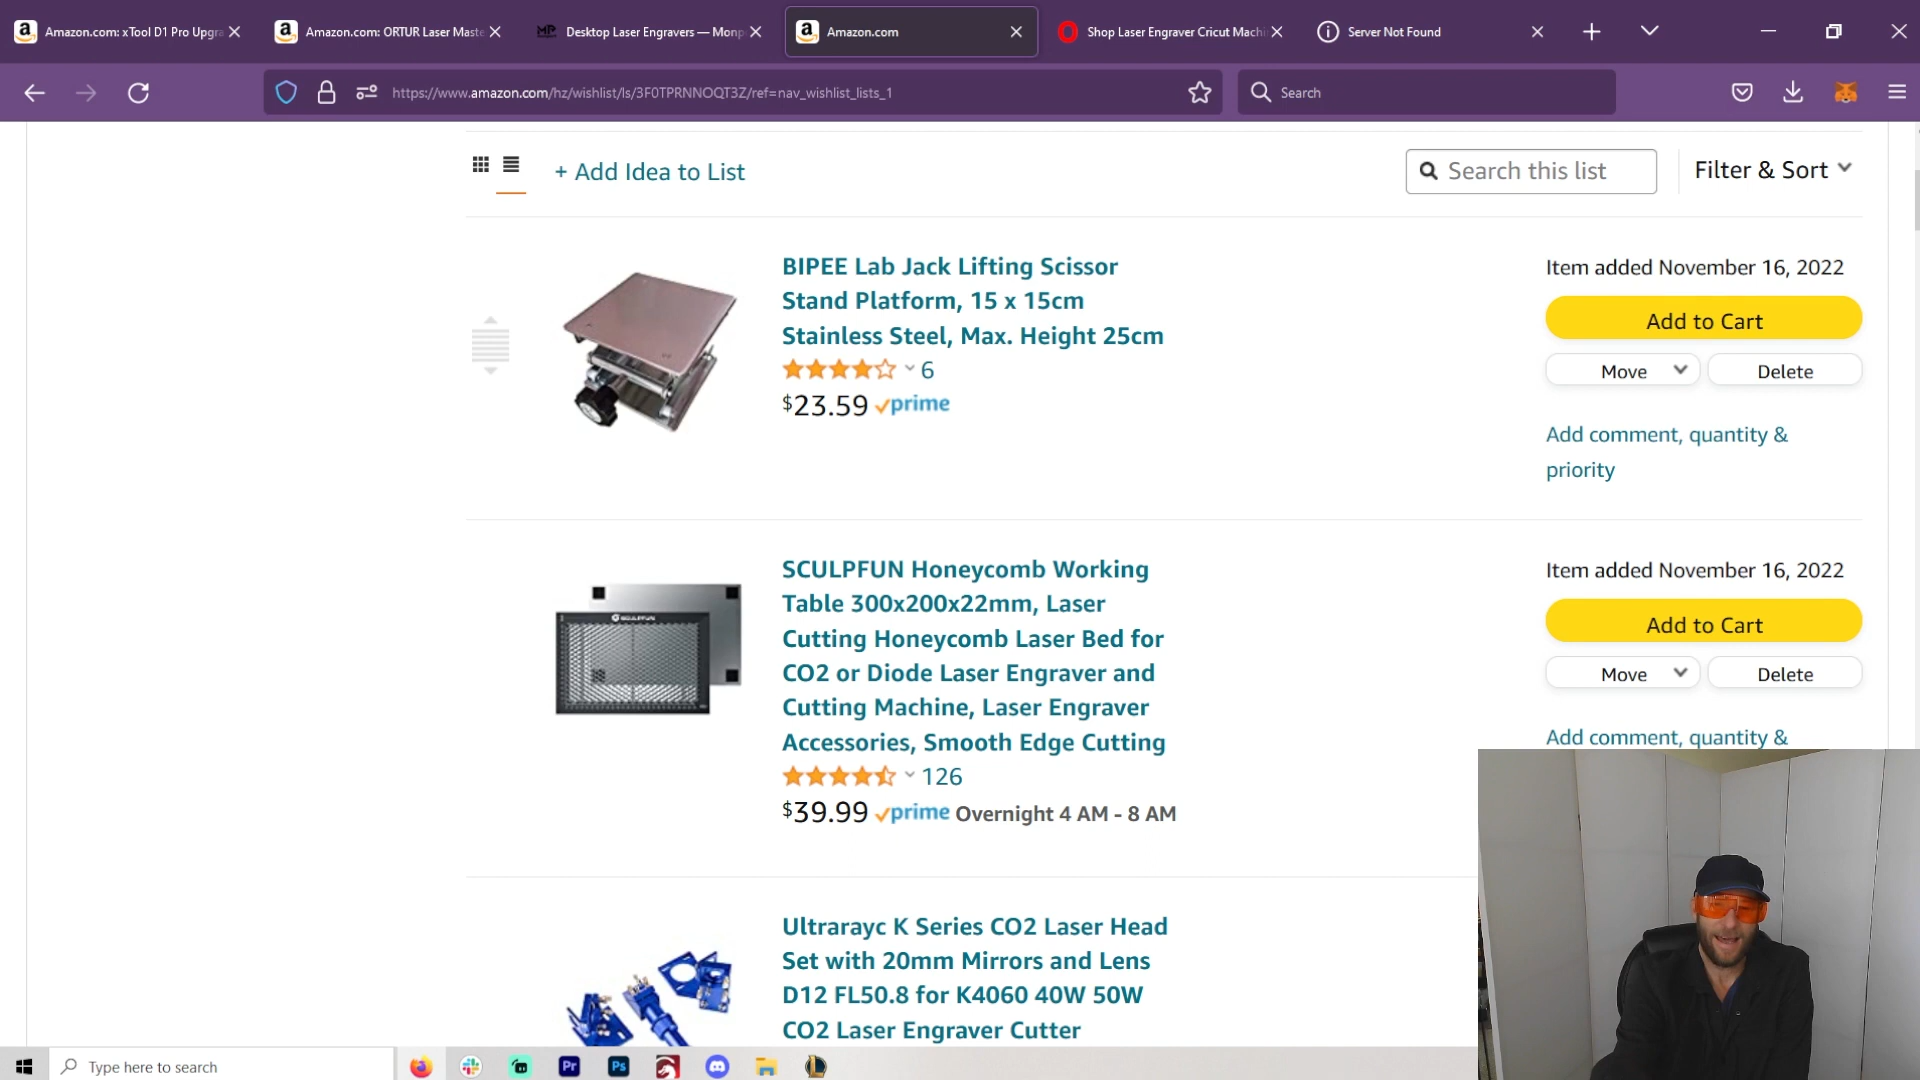 Amazon.com: xTool D1 Pro Upgra
Amazon.com: ORTUR Laser Maste
Desktop Laser Engravers — Monp
Amazon.com
Shop Laser Engraver Cricut Machi
Server Not Found
https://www.amazon.com/hz/wishlist/ls/3F0TPRNNOQT3Z/ref=nav_wishlist_lists_1
Search
+ Add Idea to List
Search this list
Filter & Sort
BIPEE Lab Jack Lifting Scissor
Stand Platform, 15 x 15cm
Stainless Steel, Max. Height 25cm
6
$23.59 prime
Item added November 16, 2022
Add to Cart
Move
Delete
Add comment, quantity &
priority
SCULPFUN
SCULPFUN Honeycomb Working
Table 300x200x22mm, Laser
Cutting Honeycomb Laser Bed for
CO2 or Diode Laser Engraver and
Cutting Machine, Laser Engraver
Accessories, Smooth Edge Cutting
126
$39.99 prime Overnight 4 AM - 8 AM
Item added November 16, 2022
Add to Cart
Move
Delete
Add comment, quantity &
Ultrarayc K Series CO2 Laser Head
Set with 20mm Mirrors and Lens
D12 FL50.8 for K4060 40W 50W
CO2 Laser Engraver Cutter
Type here to search
Pr
Ps